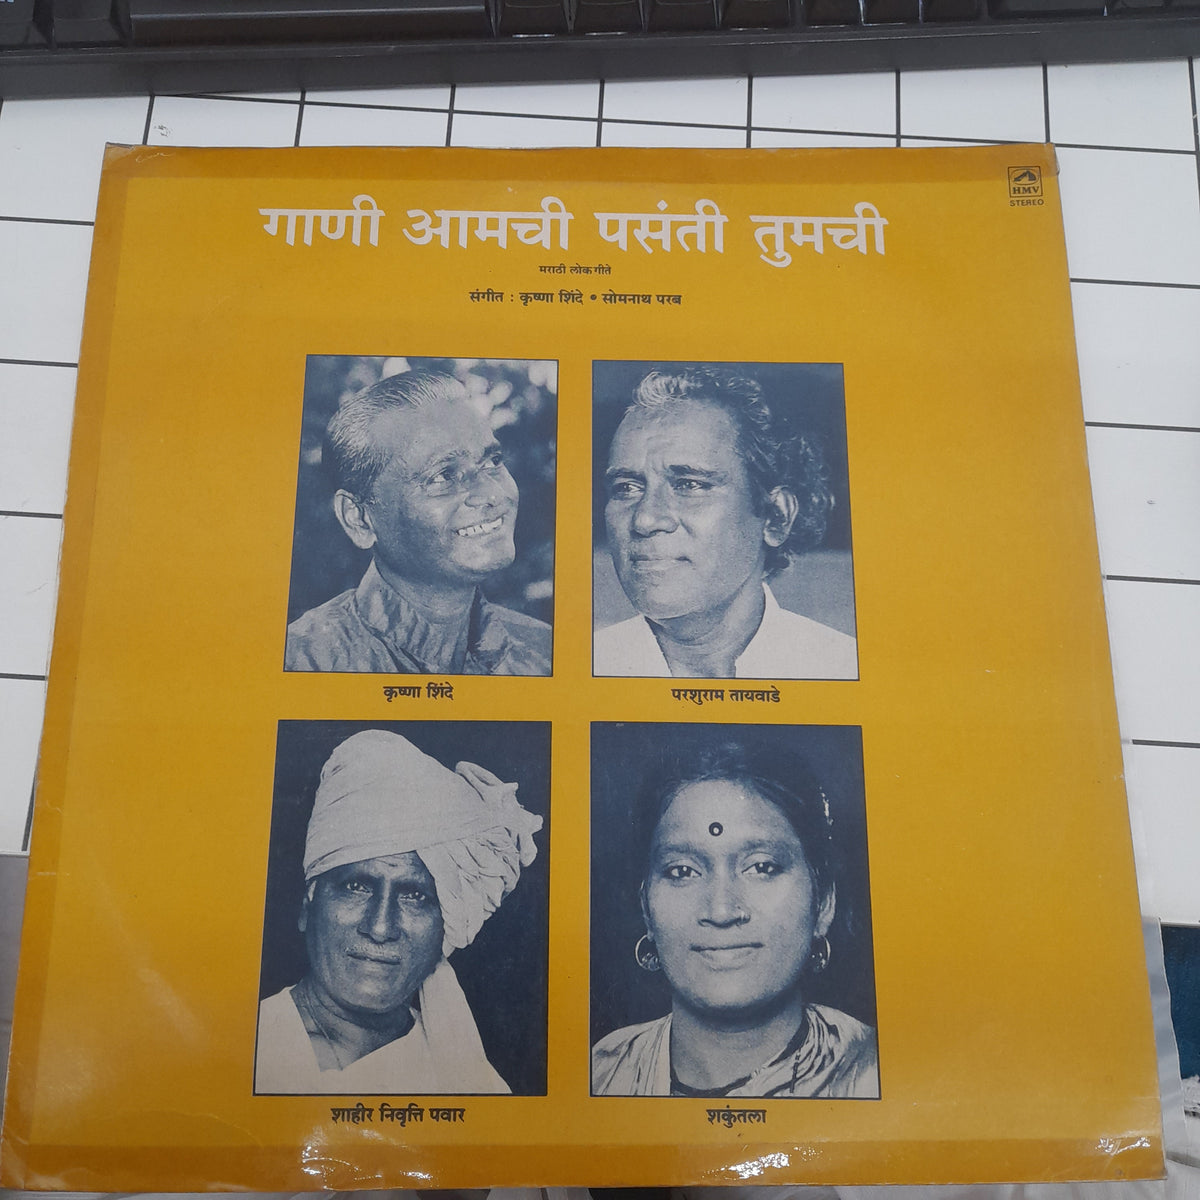 HMV
STEREO
गाणी आमची पसंती तुमची
मराठी लोक गीते
संगीत : कृष्णा शिंदे • सोमनाथ परब
कृष्णा शिंदे
परशुराम तायवाडे
शाहीर निवृत्ति पवार
शकुंतला